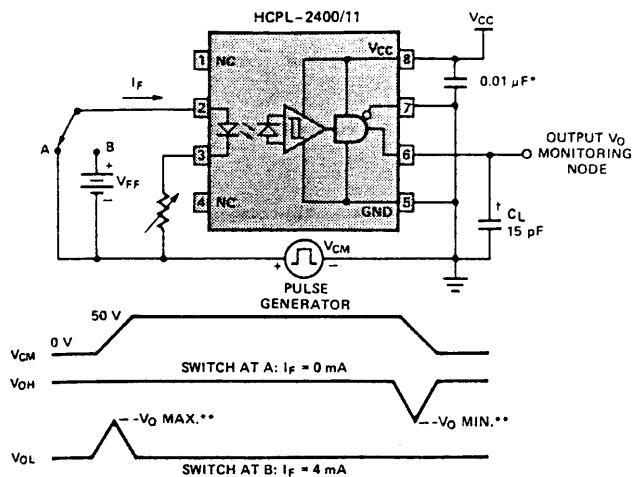 HCPL-2400/11
VCC
1 NC
VCC 8
0.01 µF*
IF
2
7
A
B
3
6
OUTPUT VO
MONITORING
NODE
+
VFF
−
4 NC
GND 5
† CL
15 pF
+ VCM −
PULSE
GENERATOR
50 V
0 V
VCM
SWITCH AT A: IF = 0 mA
VOH
--VO MAX.**
--VO MIN.**
VOL
SWITCH AT B: IF = 4 mA